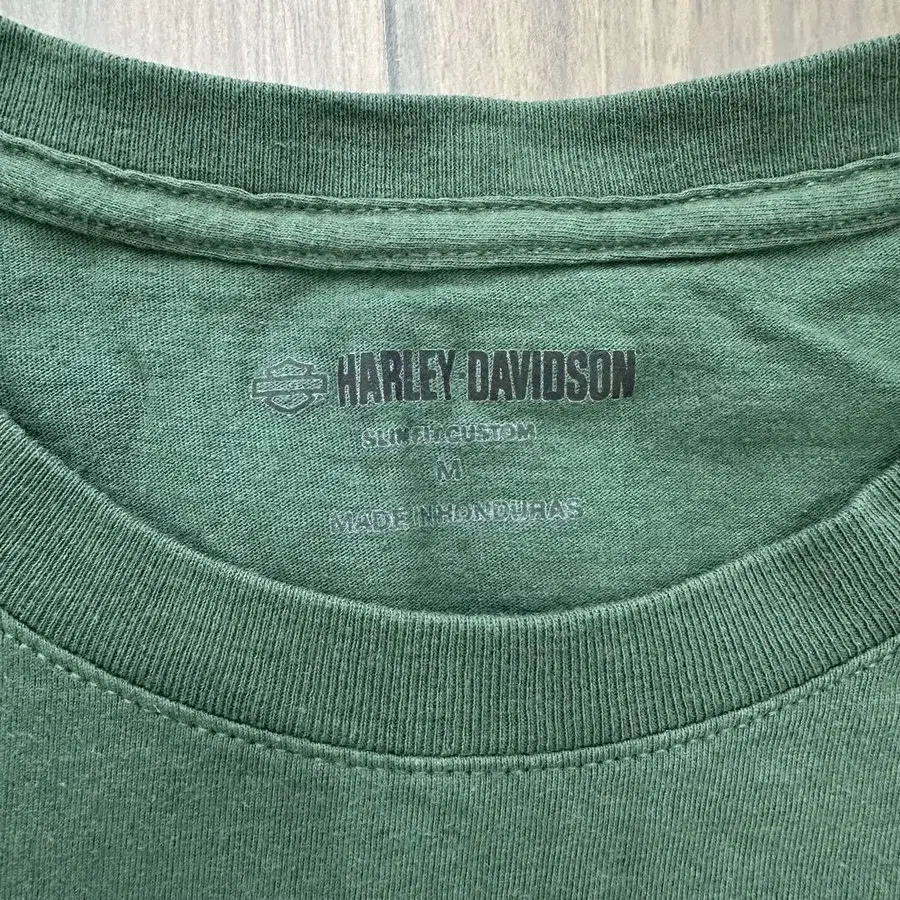 HARLEY-DAVIDSON
SLIM FIT CUSTOM
M
MADE IN HONDURAS